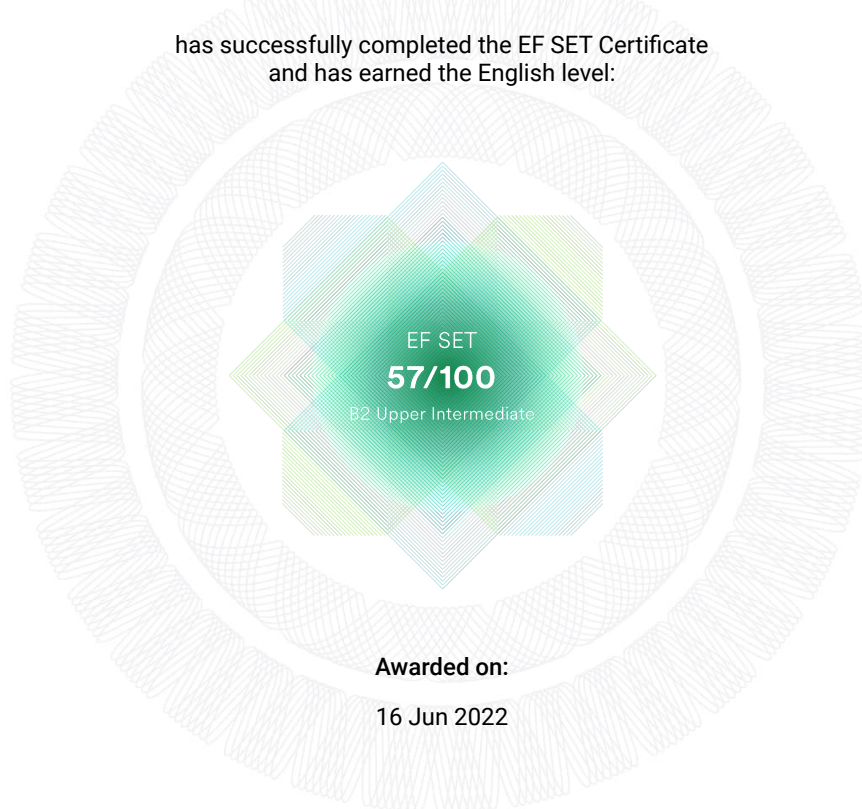 has successfully completed the EF SET Certificate
and has earned the English level:
EF SET
57/100
B2 Upper Intermediate
Awarded on:
16 Jun 2022